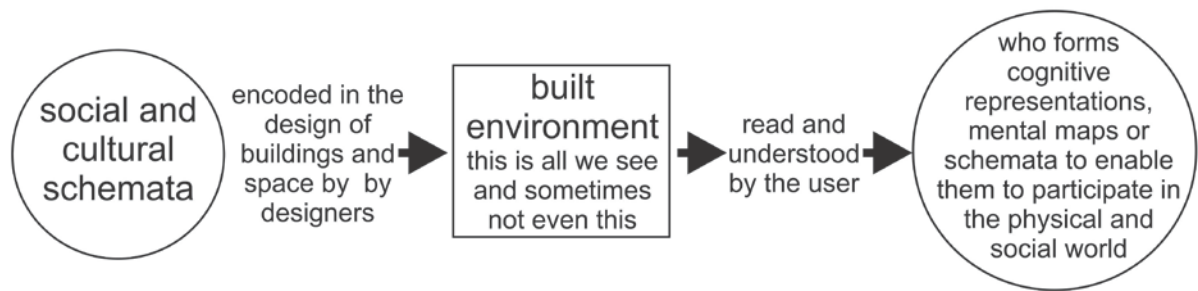 social and
cultural
schemata
encoded in the
design of
buildings and
space by by
designers
built
environment
this is all we see
and sometimes
not even this
read and
understood
by the user
who forms
cognitive
representations,
mental maps or
schemata to enable
them to participate in
the physical and
social world